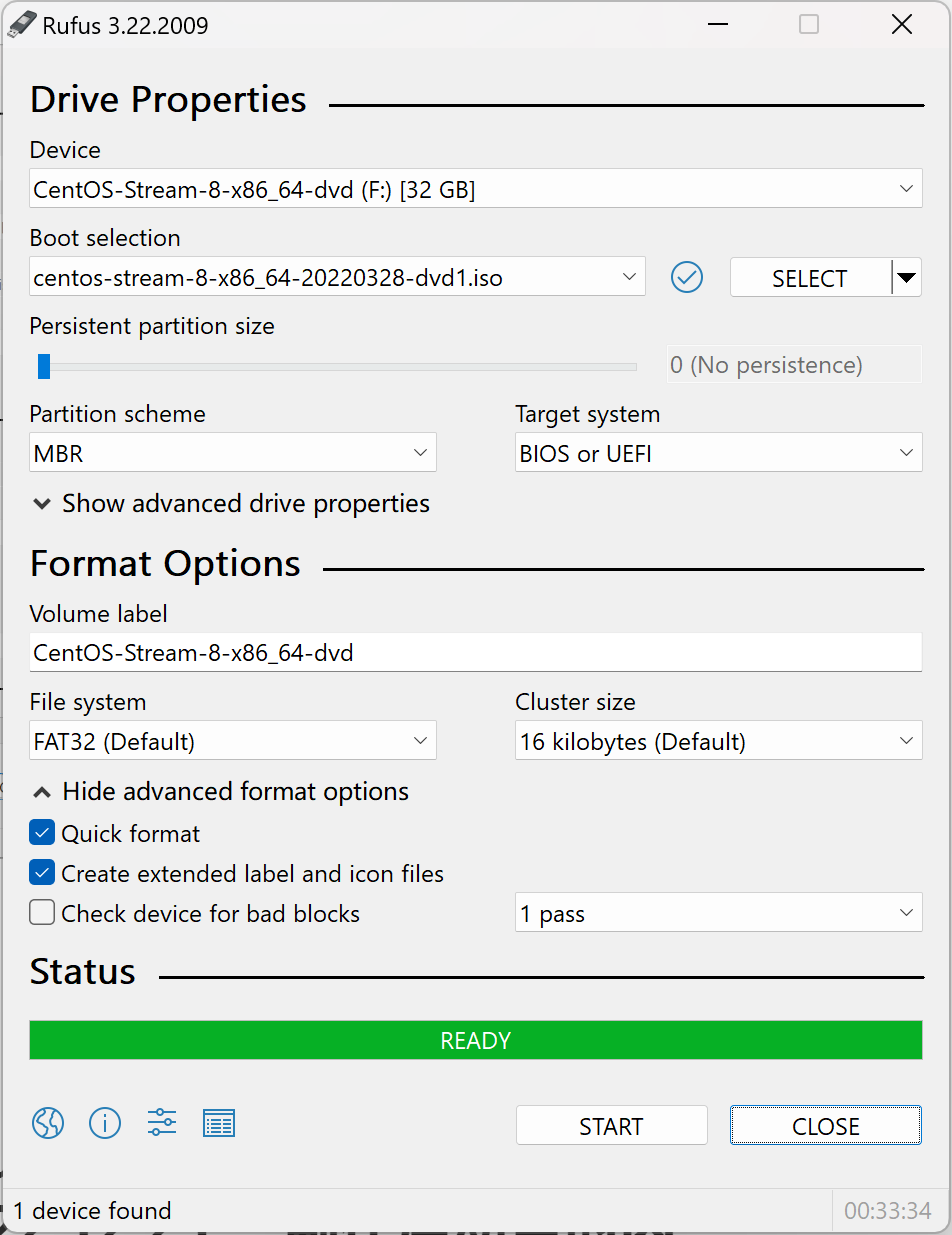 Rufus 3.22.2009
Drive Properties
Device
CentOS-Stream-8-x86_64-dvd (F:) [32 GB]
Boot selection
centos-stream-8-x86_64-20220328-dvd1.iso
SELECT
Persistent partition size
0 (No persistence)
Partition scheme
Target system
MBR
BIOS or UEFI
Show advanced drive properties
Format Options
Volume label
CentOS-Stream-8-x86_64-dvd
File system
Cluster size
FAT32 (Default)
16 kilobytes (Default)
Hide advanced format options
Quick format
Create extended label and icon files
Check device for bad blocks
1 pass
Status
READY
START
CLOSE
1 device found
00:33:34